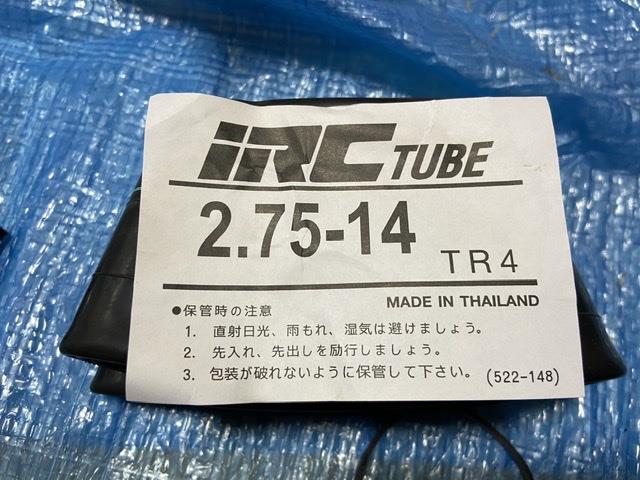 iRC TUBE
2.75-14 TR4
MADE IN THAILAND
●保管時の注意
1. 直射日光、雨もれ、湿気は避けましょう。
2. 先入れ、先出しを励行しましょう。
3. 包装が破れないように保管して下さい。 (522-148)